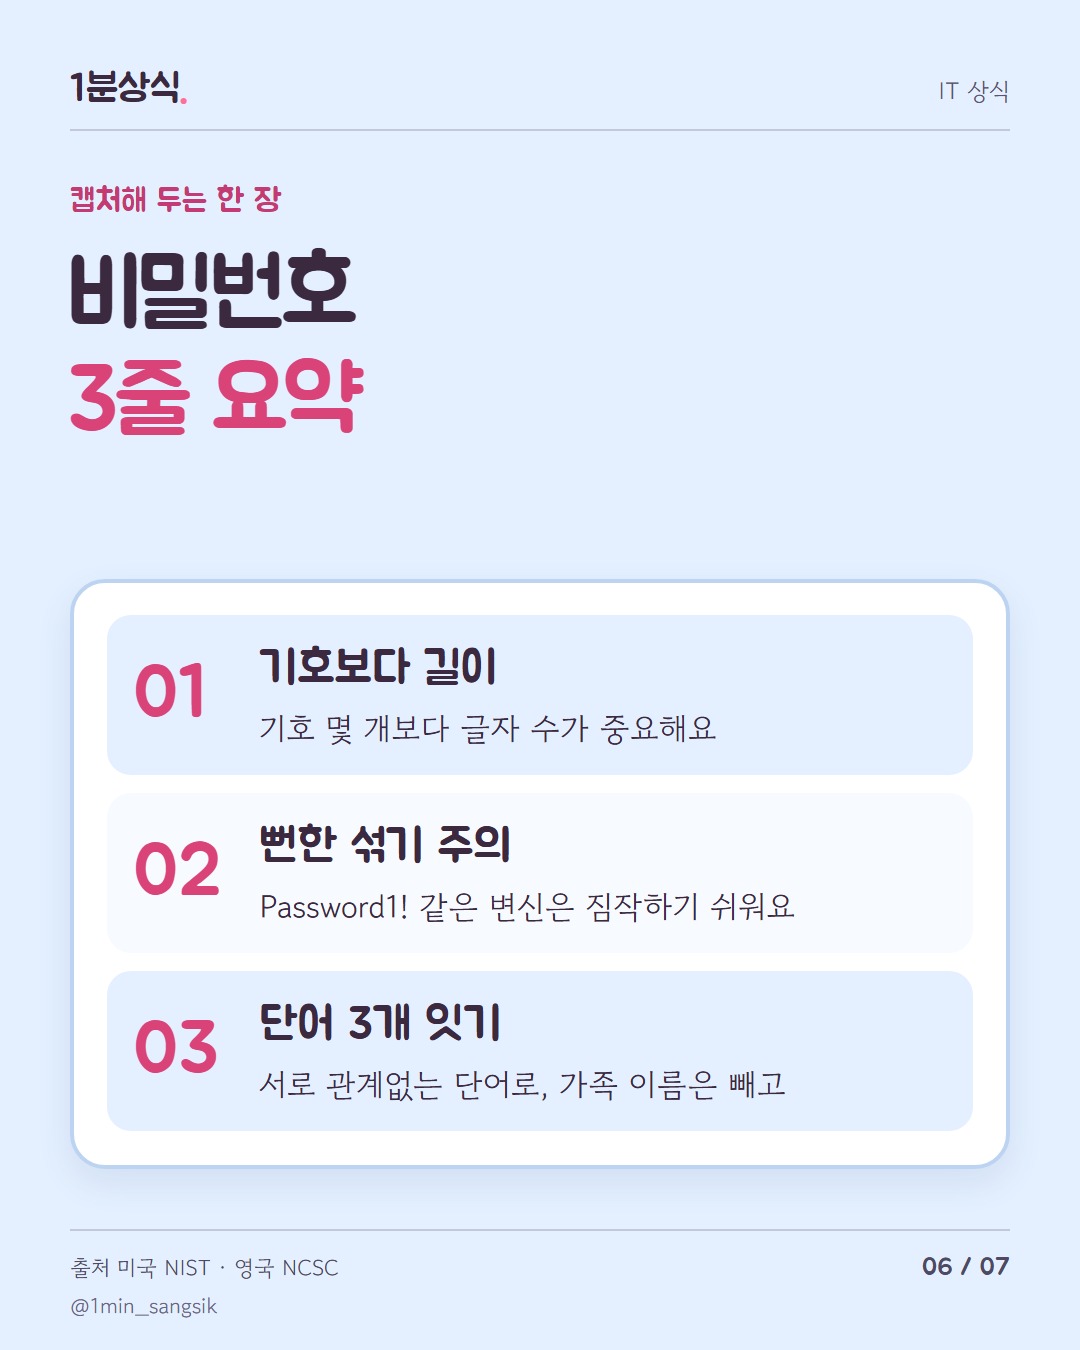 1분상식.
IT 상식
캡처해 두는 한 장
비밀번호
3줄 요약
01
기호보다 길이
기호 몇 개보다 글자 수가 중요해요
02
뻔한 섞기 주의
Password1! 같은 변신은 짐작하기 쉬워요
03
단어 3개 잇기
서로 관계없는 단어로, 가족 이름은 빼고
출처 미국 NIST · 영국 NCSC
06 / 07
@1min_sangsik